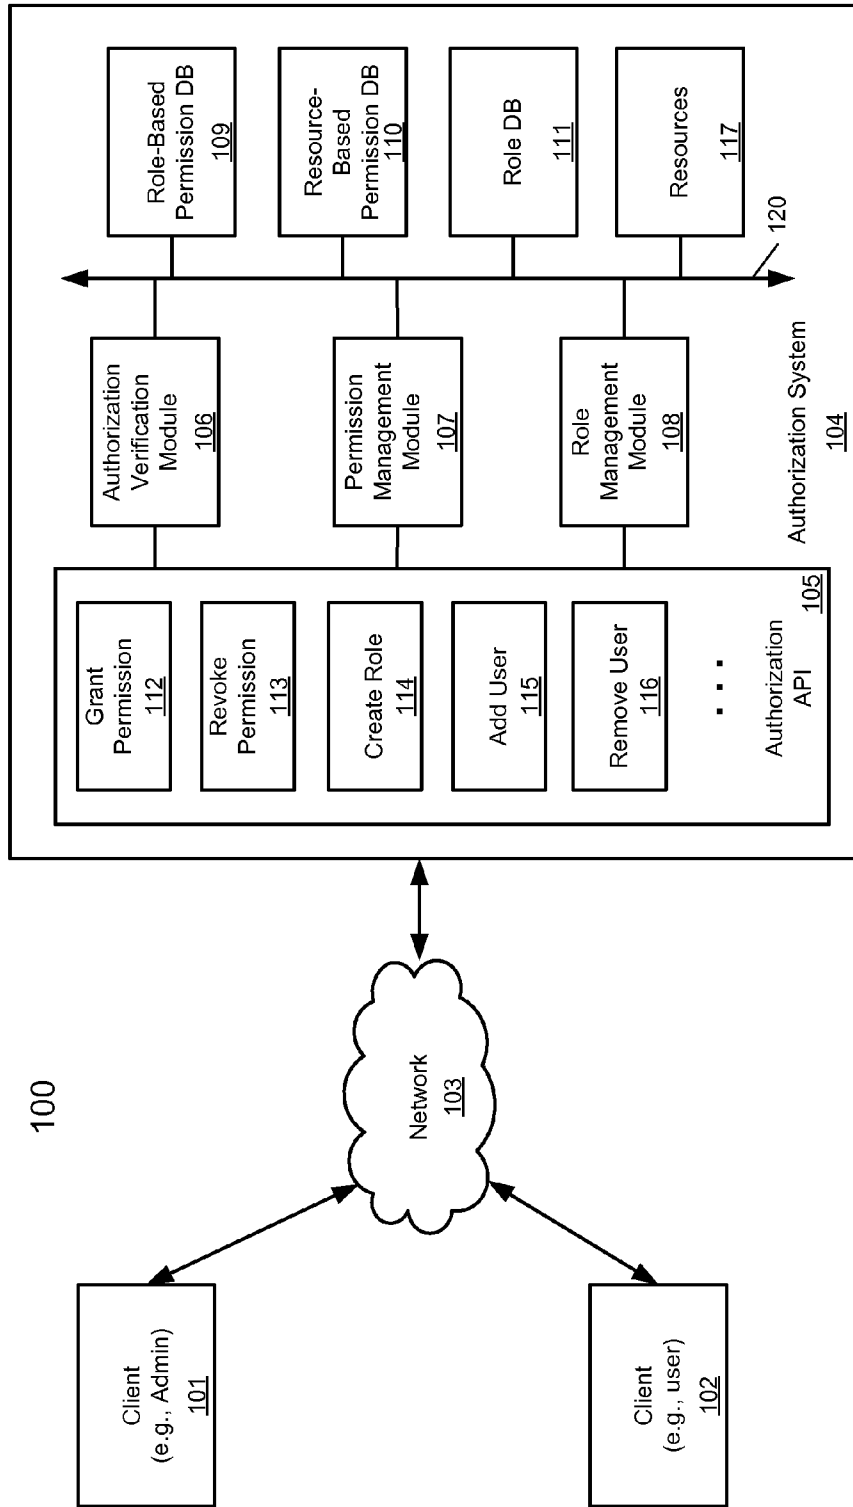 100
Client
(e.g., Admin)
101
Client
(e.g., user)
102
Network
103
Grant
Permission
112
Revoke
Permission
113
Create Role
114
Add User
115
Remove User
116
. . .
Authorization
API
105
Authorization
Verification
Module
106
Permission
Management
Module
107
Role
Management
Module
108
Authorization System
104
Role-Based
Permission DB
109
Resource-
Based
Permission DB
110
Role DB
111
Resources
117
120